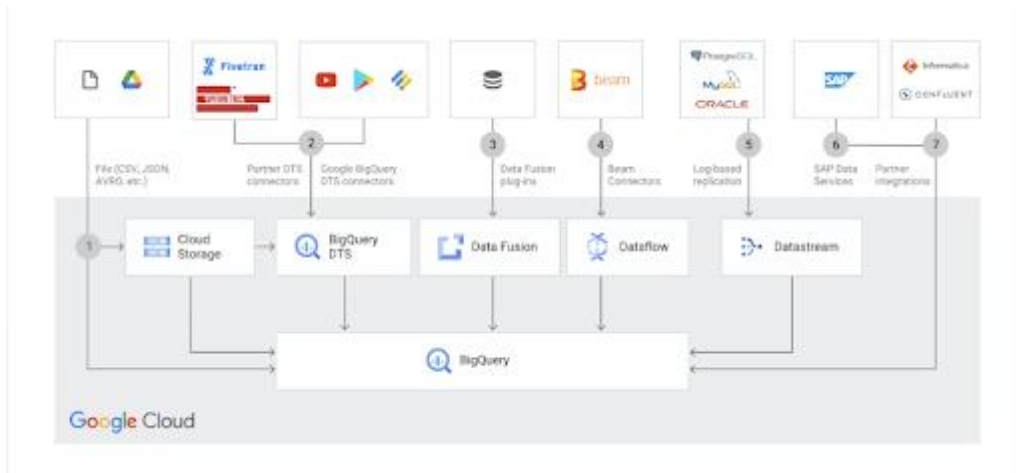 Fivetran
beam
PostgreSQL
MySQL
ORACLE
SAP
Informatica
CONFLUENT
2
3
4
5
6
7
File (CSV, JSON,
AVRO, etc.)
Partner DTS
connectors
Google BigQuery
DTS connectors
Data Fusion
plug-ins
Beam
Connectors
Log-based
replication
SAP Data
Services
Partner
integrations
1
Cloud
Storage
BigQuery
DTS
Data Fusion
Dataflow
Datastream
BigQuery
Google Cloud